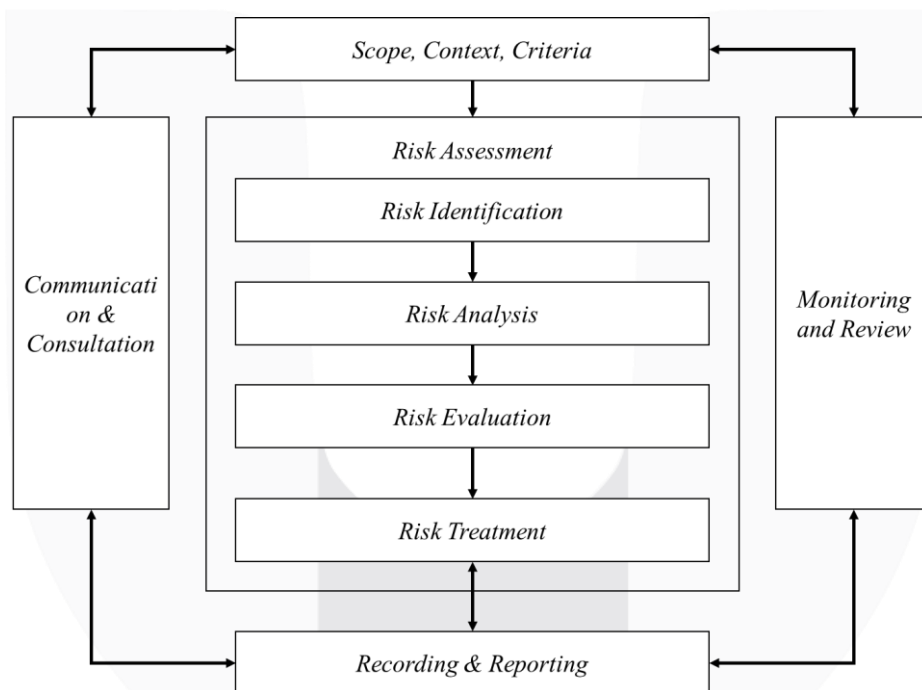 Scope, Context, Criteria
Risk Assessment
Risk Identification
Communicati
on &
Consultation
Risk Analysis
Monitoring
and Review
Risk Evaluation
Risk Treatment
Recording & Reporting